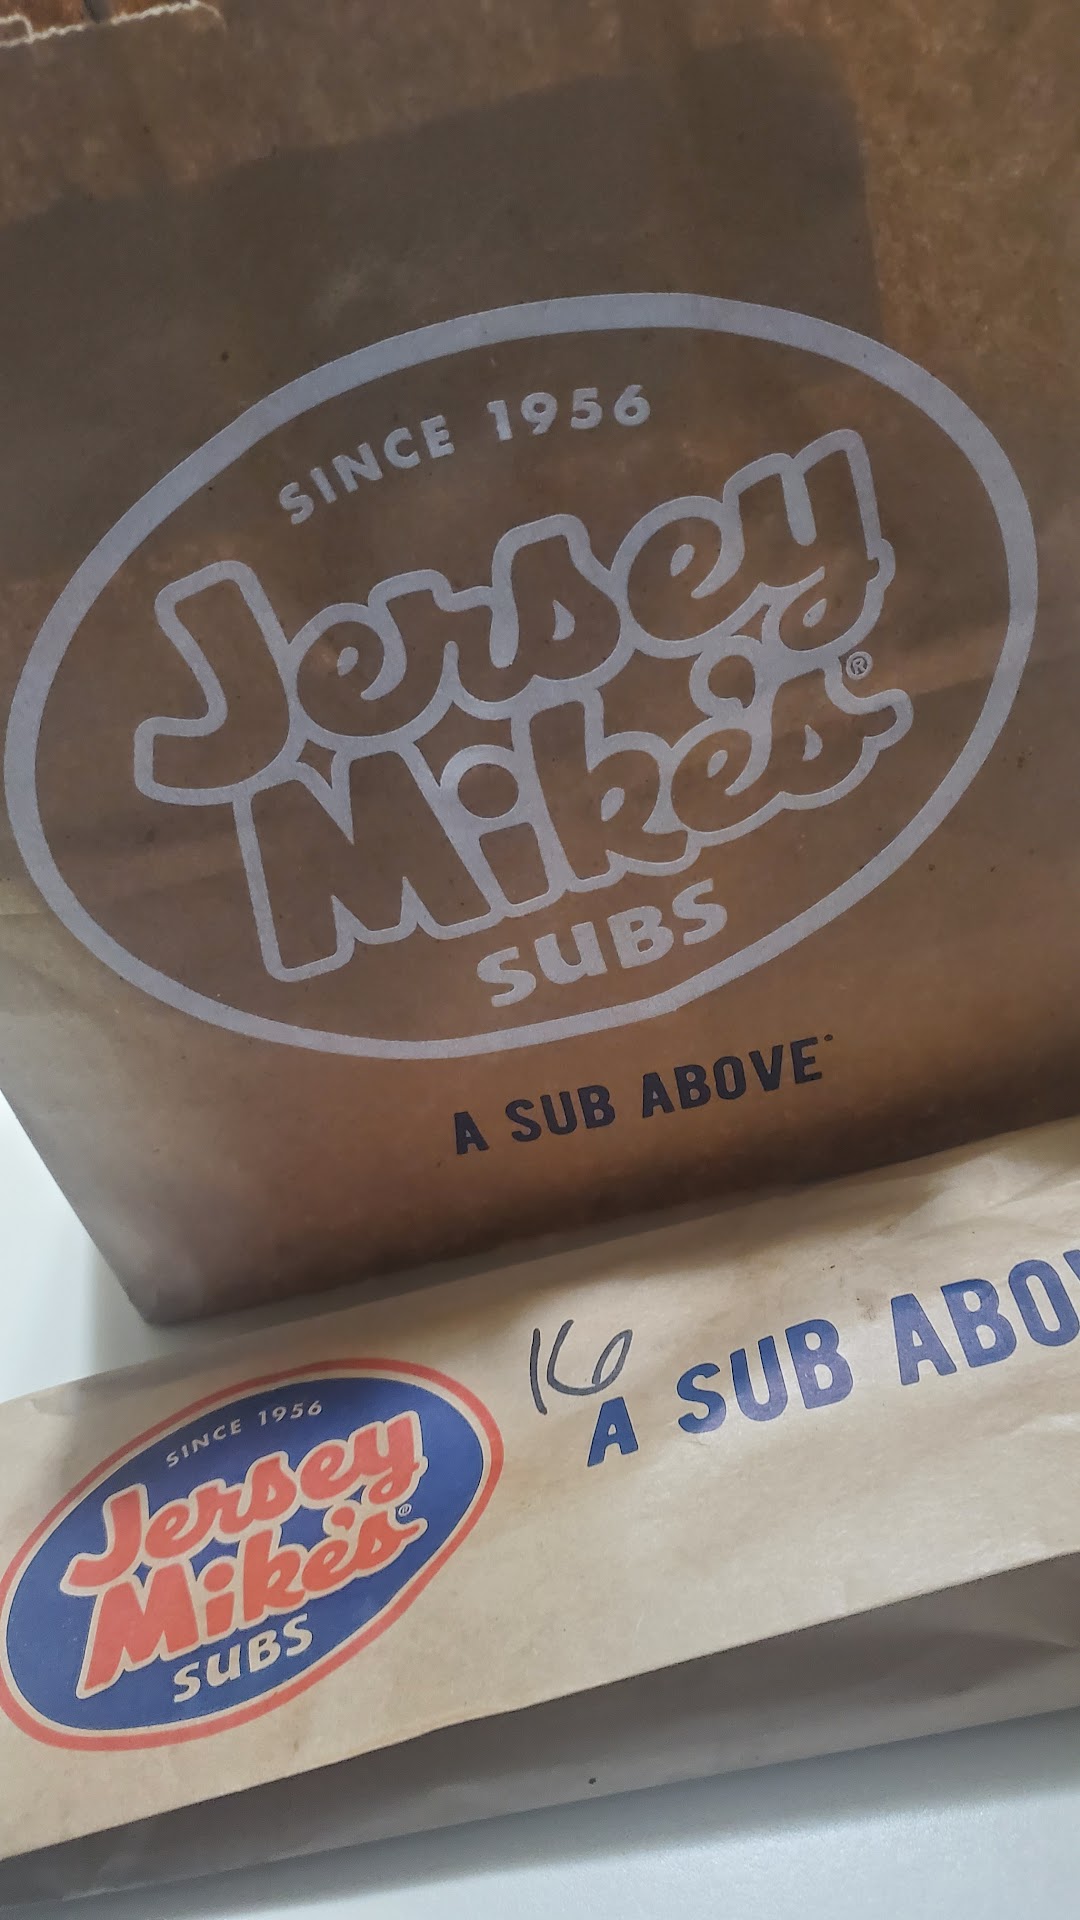 SINCE 1956
Jersey
Mike's®
SUBS
A SUB ABOVE
16
A SUB ABO
SINCE 1956
Jersey
Mike's®
SUBS